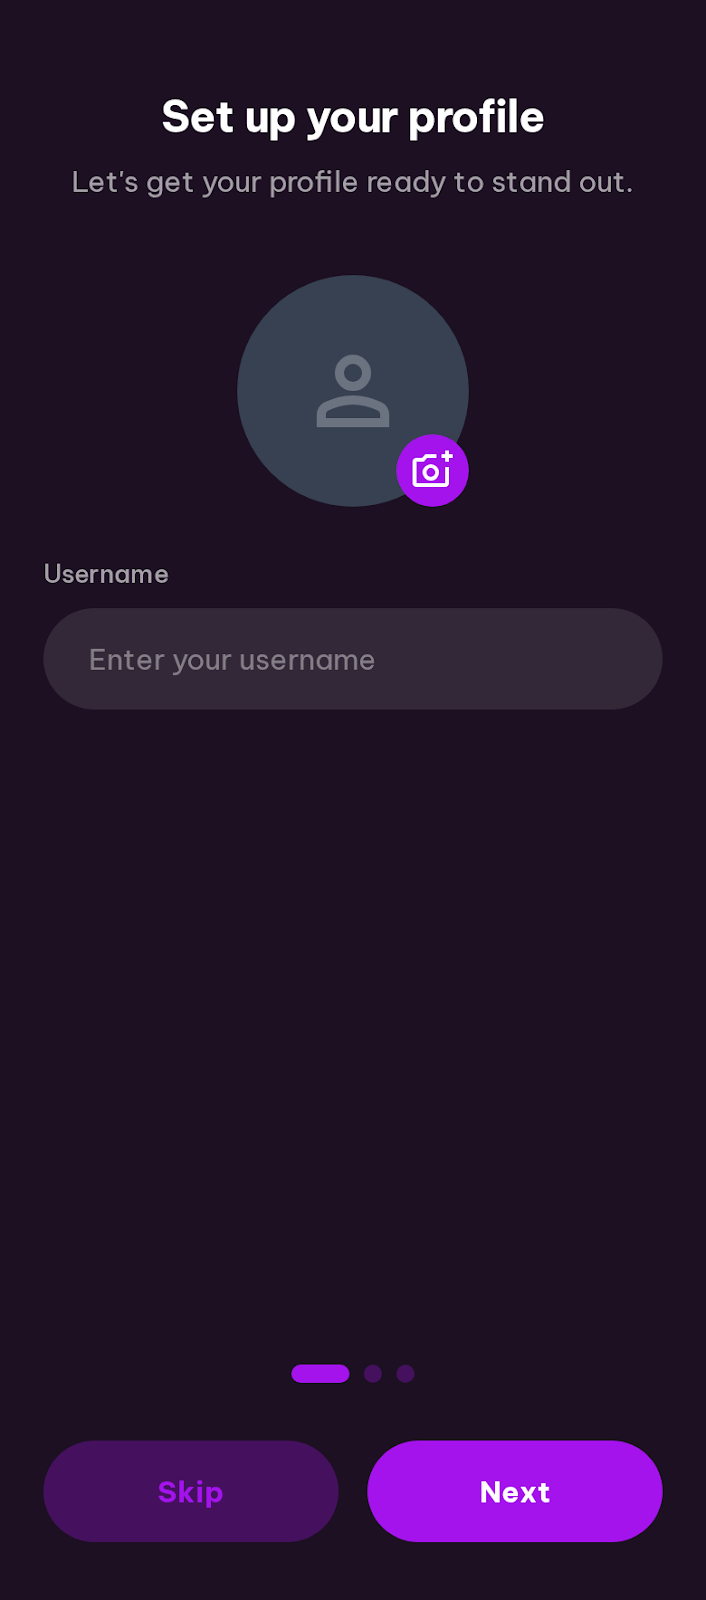 Set up your profile
Let's get your profile ready to stand out.
Username
Enter your username
Skip
Next